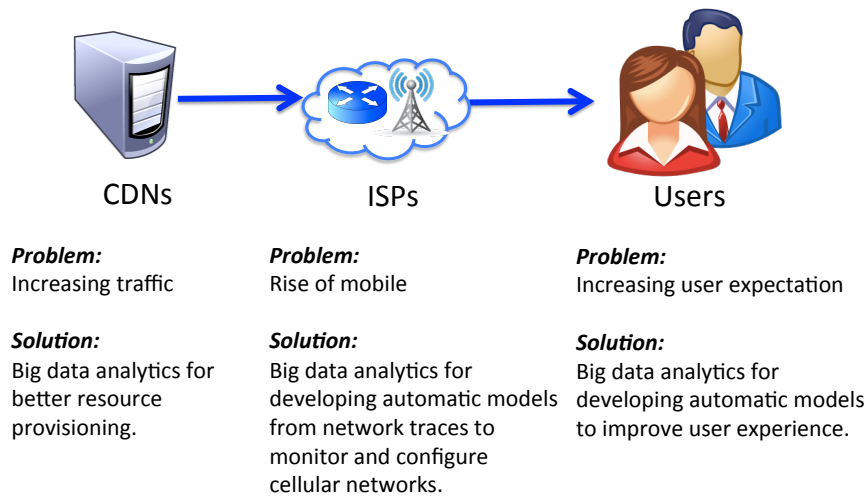 CDNs
ISPs
Users
Problem:
Increasing traffic
Solution:
Big data analytics for
better resource
provisioning.
Problem:
Rise of mobile
Solution:
Big data analytics for
developing automatic models
from network traces to
monitor and configure
cellular networks.
Problem:
Increasing user expectation
Solution:
Big data analytics for
developing automatic models
to improve user experience.